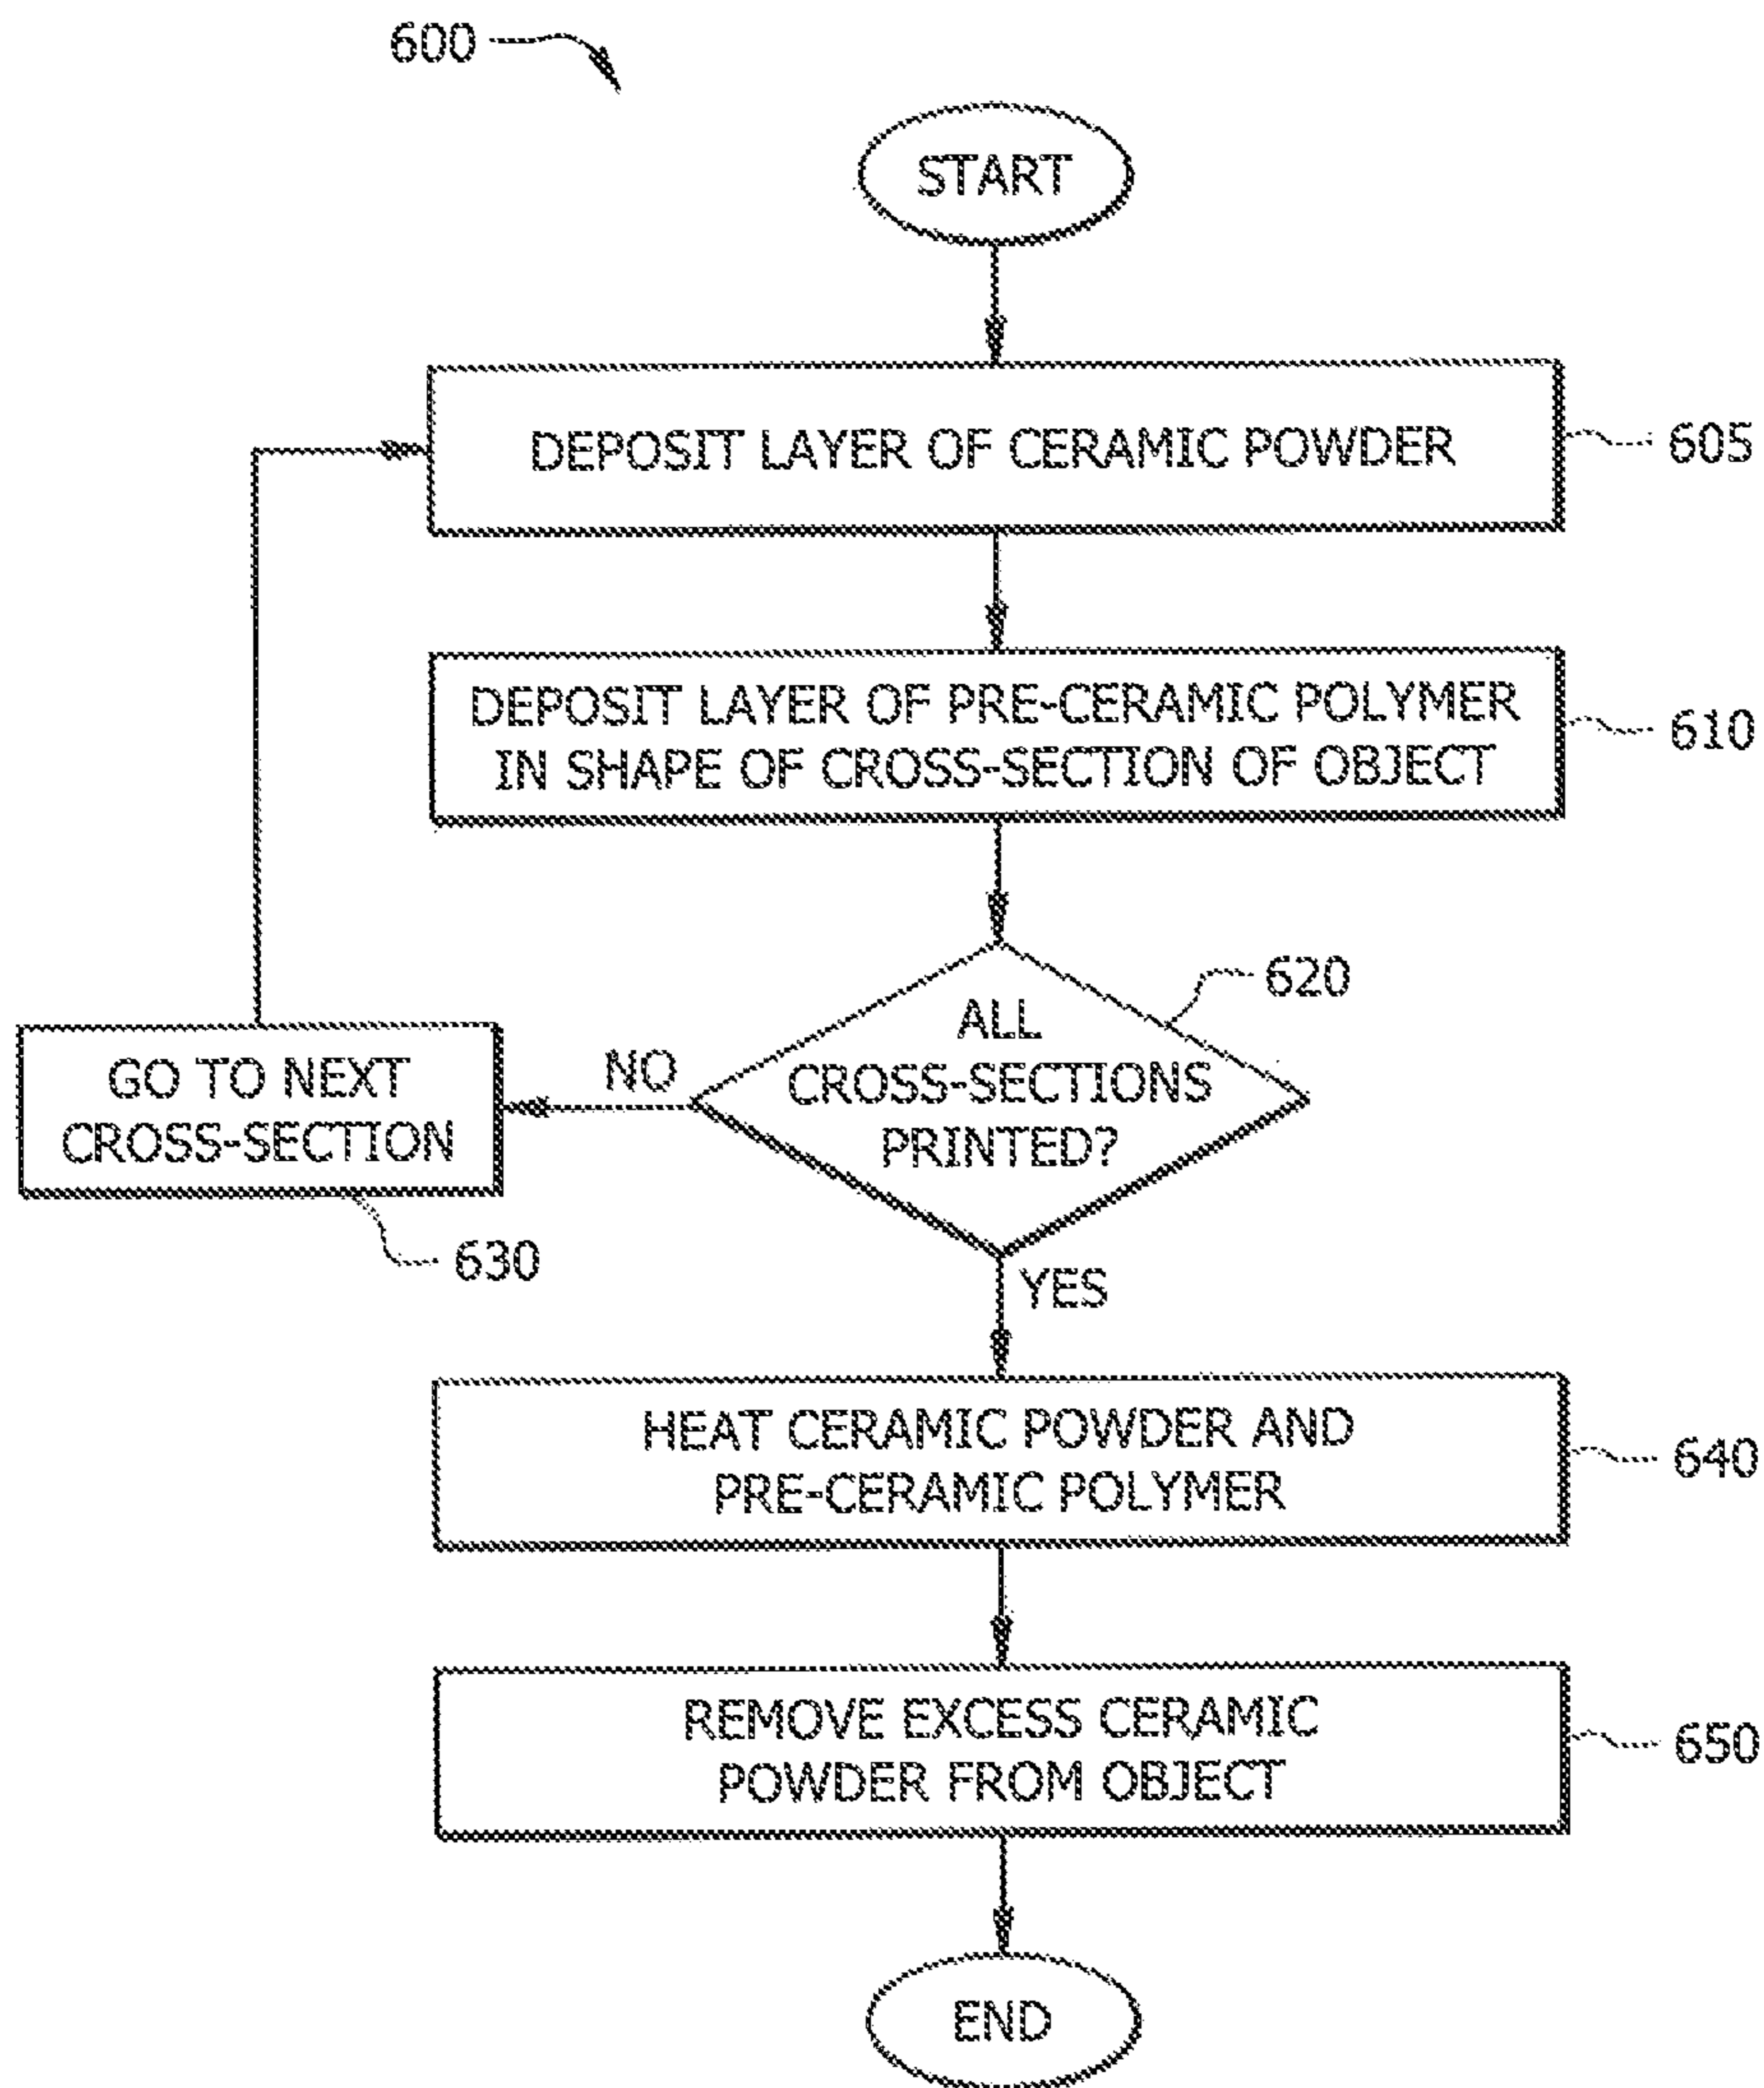 600
START
DEPOSIT LAYER OF CERAMIC POWDER
605
DEPOSIT LAYER OF PRE-CERAMIC POLYMER
IN SHAPE OF CROSS-SECTION OF OBJECT
610
ALL
CROSS-SECTIONS
PRINTED?
620
NO
GO TO NEXT
CROSS-SECTION
630
YES
HEAT CERAMIC POWDER AND
PRE-CERAMIC POLYMER
640
REMOVE EXCESS CERAMIC
POWDER FROM OBJECT
650
END